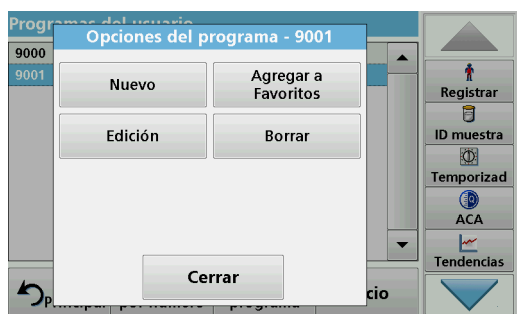 Programas del usuario
Opciones del programa - 9001
9000
9001
Nuevo
Agregar a
Favoritos
Edición
Borrar
Cerrar
Registrar
ID muestra
Temporizad
ACA
Tendencias